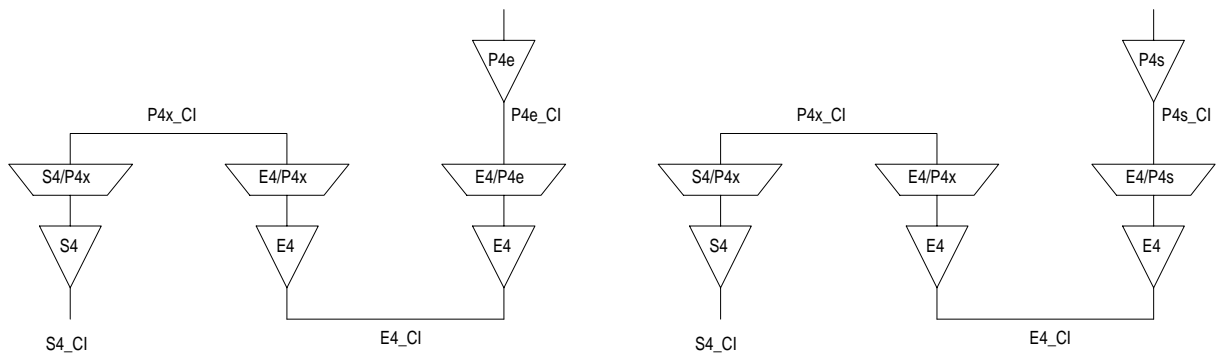 P4e P4s
P4x_CI P4e_CI P4x_CI P4s_CI
S4/P4x E4/P4x E4/P4e S4/P4x E4/P4x E4/P4s
S4 E4 E4 S4 E4 E4
S4_CI E4_CI S4_CI E4_CI